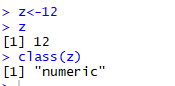 > z<-12
> z
[1] 12
> class(z)
[1] "numeric"
>